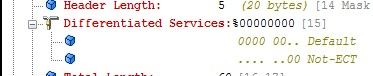 Header Length: 5 (20 bytes) [14 Mask
Differentiated Services:%00000000 [15]
0000 00.. Default
.... ..00 Not-ECT